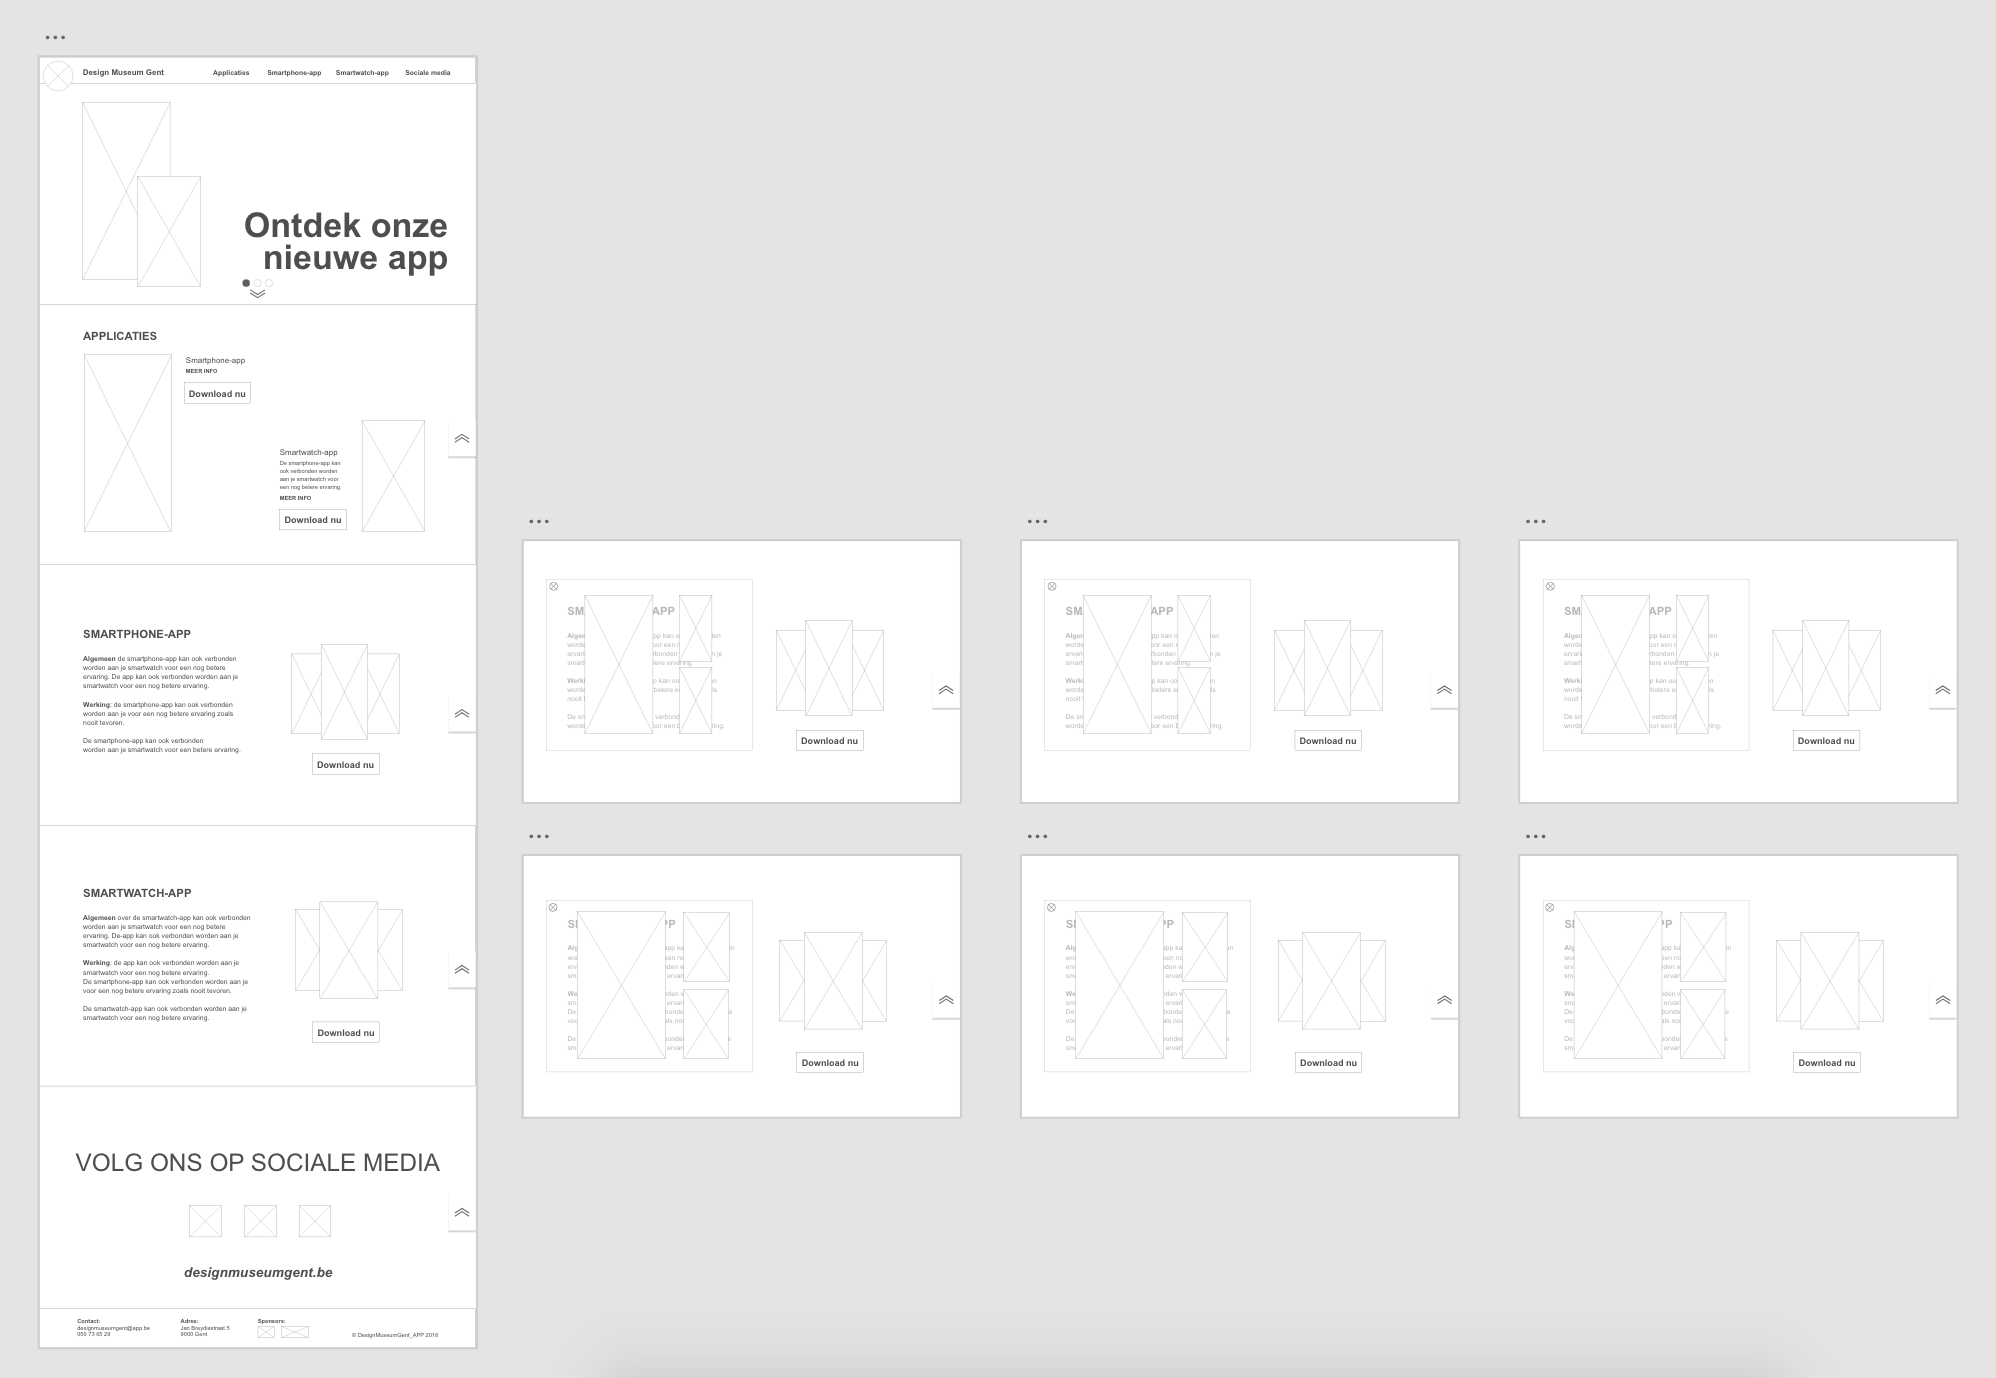 Design Museum Gent
Applicaties
Smartphone-app
Smartwatch-app
Sociale media
Ontdek onze
nieuwe app
APPLICATIES
Smartphone-app
MEER INFO
Download nu
Smartwatch-app
De smartphone-app kan
ook verbonden worden
aan je smartwatch voor
een nog betere ervaring.
MEER INFO
Download nu
SMARTPHONE-APP
Algemeen de smartphone-app kan ook verbonden
worden aan je smartwatch voor een nog betere
ervaring. De app kan ook verbonden worden aan je
smartwatch voor een nog betere ervaring.
Werking: de smartphone-app kan ook verbonden
worden aan je voor een nog betere ervaring zoals
nooit tevoren.
De smartphone-app kan ook verbonden
worden aan je smartwatch voor een betere ervaring.
Download nu
SMARTWATCH-APP
Algemeen over de smartwatch-app kan ook verbonden
worden aan je smartwatch voor een nog betere
ervaring. De-app kan ook verbonden worden aan je
smartwatch voor een nog betere ervaring.
Werking: de app kan ook verbonden worden aan je
smartwatch voor een nog betere ervaring.
De smartphone-app kan ook verbonden worden aan je
voor een nog betere ervaring zoals nooit tevoren.
De smartwatch-app kan ook verbonden worden aan je
smartwatch voor een nog betere ervaring.
Download nu
VOLG ONS OP SOCIALE MEDIA
designmuseumgent.be
Contact:
designmuseumgent@app.be
050 73 65 29
Adres:
Jan Breydlestraat 5
9000 Gent
Sponsors:
© DesignMuseumGent_APP 2018
Download nu
Download nu
Download nu
Download nu
Download nu
Download nu